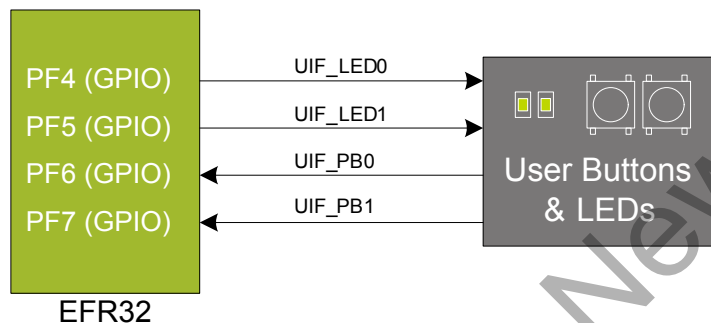 PF4 (GPIO)
UIF_LED0
PF5 (GPIO)
UIF_LED1
PF6 (GPIO)
UIF_PB0
PF7 (GPIO)
UIF_PB1
User Buttons
& LEDs
EFR32
New